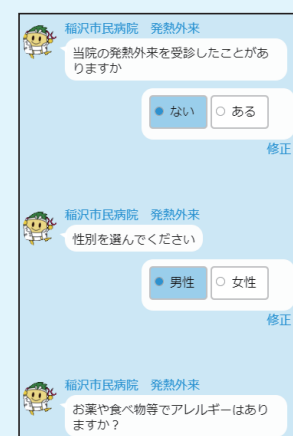 稲沢市民病院　発熱外来
当院の発熱外来を受診したことがあ
りますか
ない ある
修正
稲沢市民病院　発熱外来
性別を選んでください
男性 女性
修正
稲沢市民病院　発熱外来
お薬や食べ物等でアレルギーはあり
ますか？